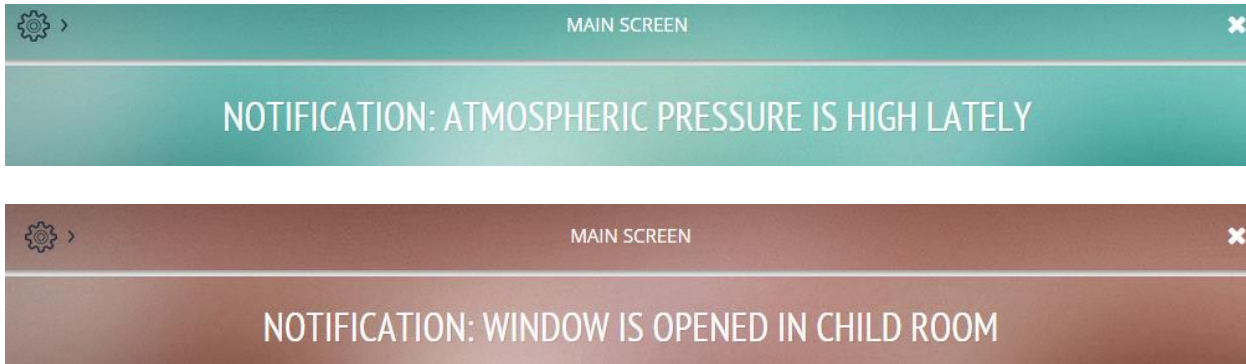 MAIN SCREEN
NOTIFICATION: ATMOSPHERIC PRESSURE IS HIGH LATELY
MAIN SCREEN
NOTIFICATION: WINDOW IS OPENED IN CHILD ROOM